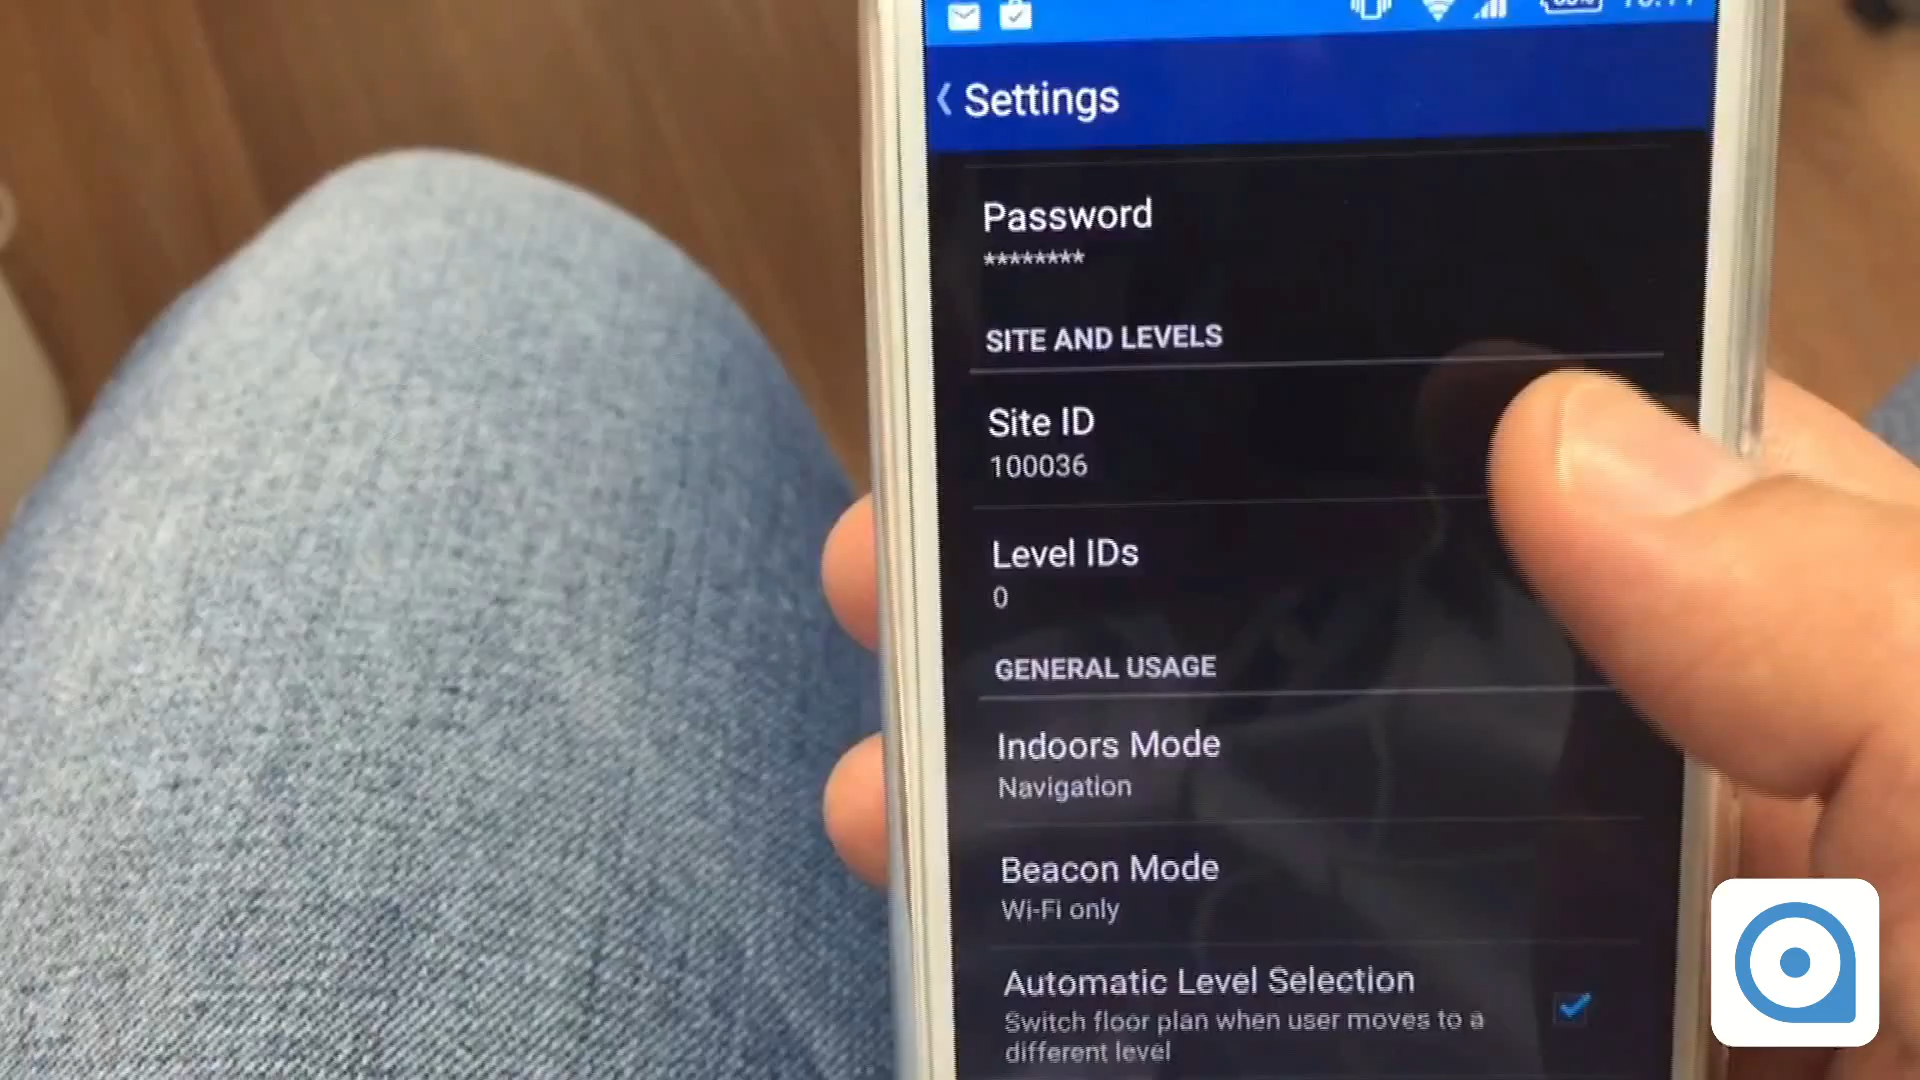 Settings
Password
********
SITE AND LEVELS
Site ID
100036
Level IDs
0
GENERAL USAGE
Indoors Mode
Navigation
Beacon Mode
Wi-Fi only
Automatic Level Selection
Switch floor plan when user moves to a
different level